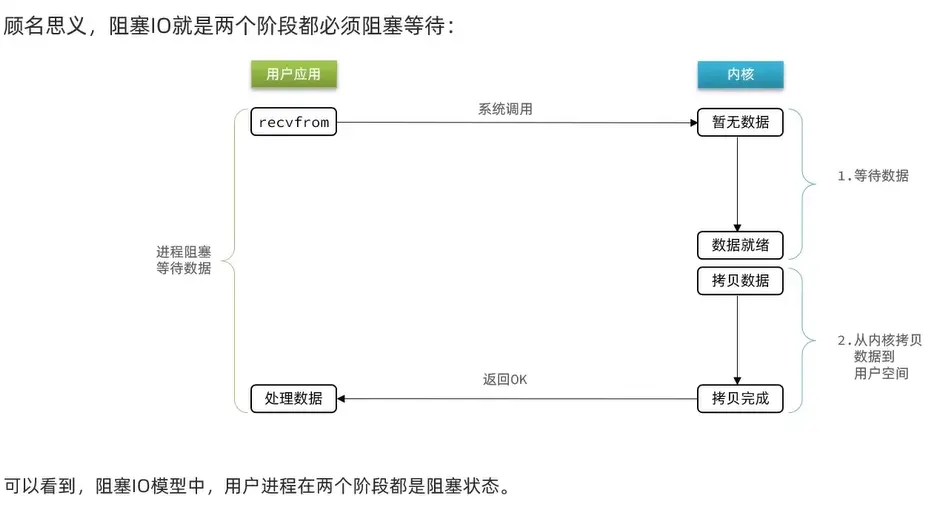 顾名思义，阻塞IO就是两个阶段都必须阻塞等待：
用户应用
内核
recvfrom
系统调用
暂无数据
1.等待数据
数据就绪
进程阻塞
等待数据
拷贝数据
2.从内核拷贝
数据到
用户空间
返回OK
处理数据
拷贝完成
可以看到，阻塞IO模型中，用户进程在两个阶段都是阻塞状态。